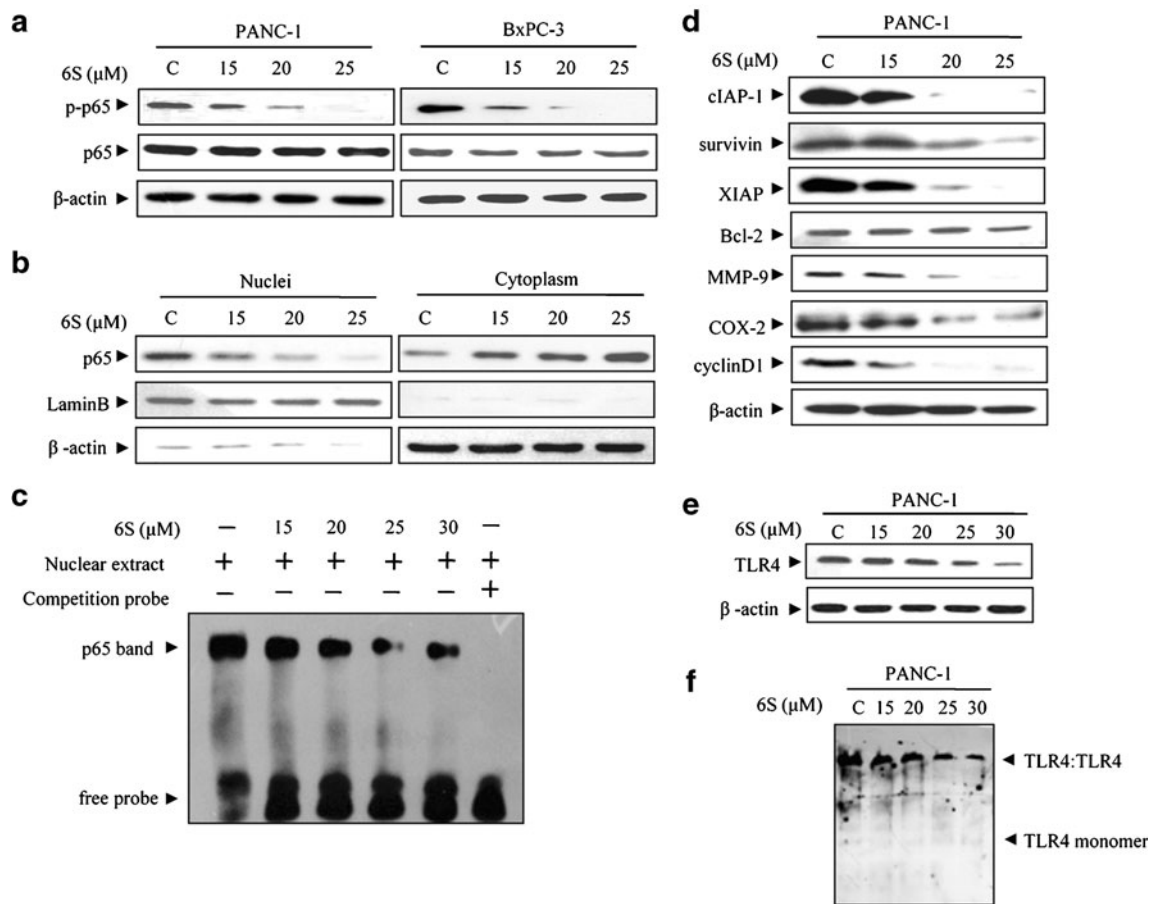 a
PANC-1 BxPC-3
6S (μM) C 15 20 25 C 15 20 25
p-p65
p65
β-actin
b
Nuclei Cytoplasm
6S (μM) C 15 20 25 C 15 20 25
p65
LaminB
β -actin
c
6S (μM) – 15 20 25 30 –
Nuclear extract + + + + + +
Competition probe – – – – – +
p65 band
free probe
d
PANC-1
6S (μM) C 15 20 25
cIAP-1
survivin
XIAP
Bcl-2
MMP-9
COX-2
cyclinD1
β-actin
e
PANC-1
6S (μM) C 15 20 25 30
TLR4
β -actin
f
PANC-1
6S (μM) C 15 20 25 30
TLR4:TLR4
TLR4 monomer